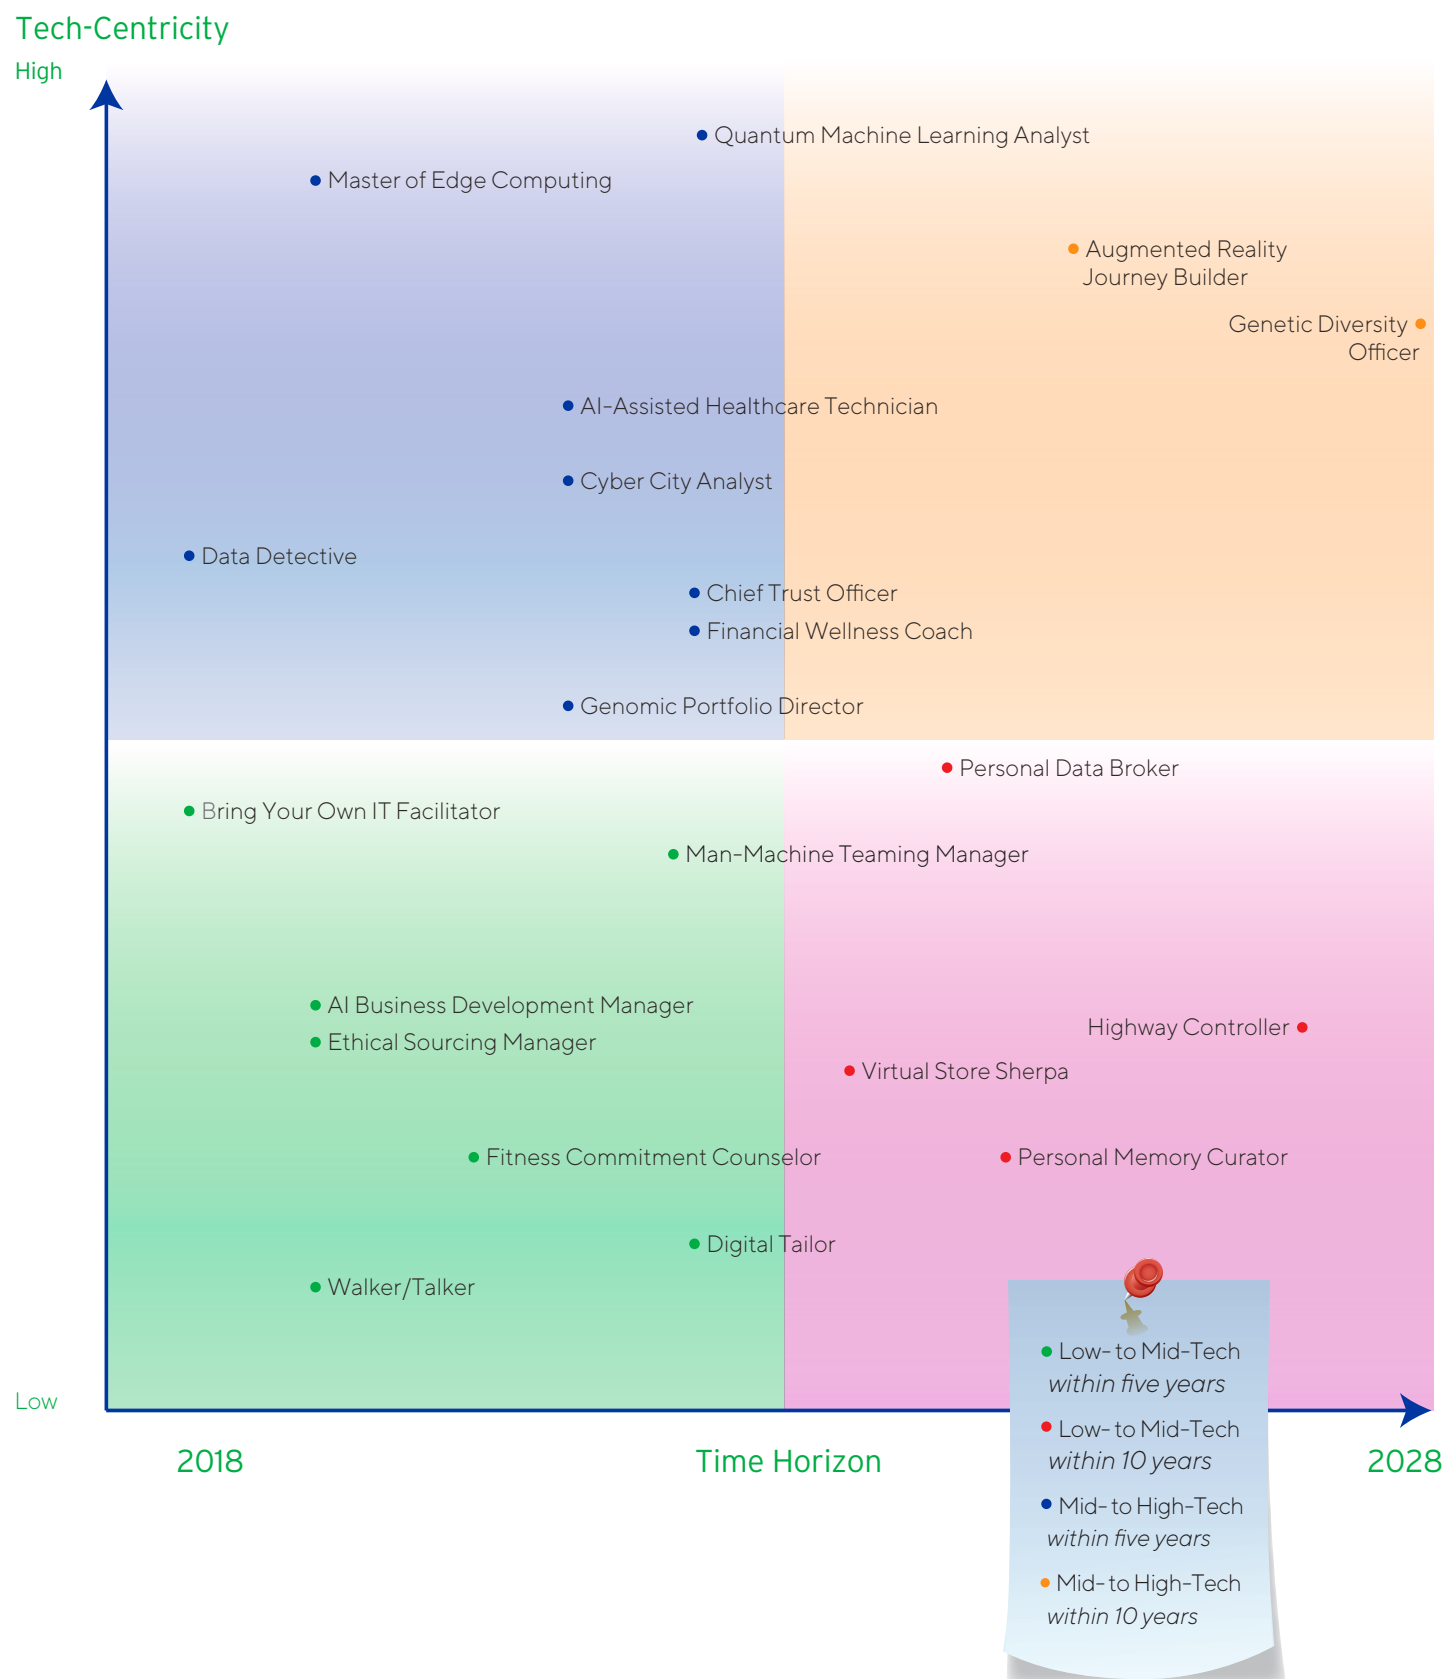 Tech-Centricity
High
Quantum Machine Learning Analyst
Master of Edge Computing
Augmented Reality
Journey Builder
Genetic Diversity
Officer
AI-Assisted Healthcare Technician
Cyber City Analyst
Data Detective
Chief Trust Officer
Financial Wellness Coach
Genomic Portfolio Director
Personal Data Broker
Bring Your Own IT Facilitator
Man-Machine Teaming Manager
AI Business Development Manager
Highway Controller
Ethical Sourcing Manager
Virtual Store Sherpa
Fitness Commitment Counselor
Personal Memory Curator
Digital Tailor
Walker/Talker
Low
2018
Time Horizon
2028
Low- to Mid-Tech
within five years
Low- to Mid-Tech
within 10 years
Mid- to High-Tech
within five years
Mid- to High-Tech
within 10 years